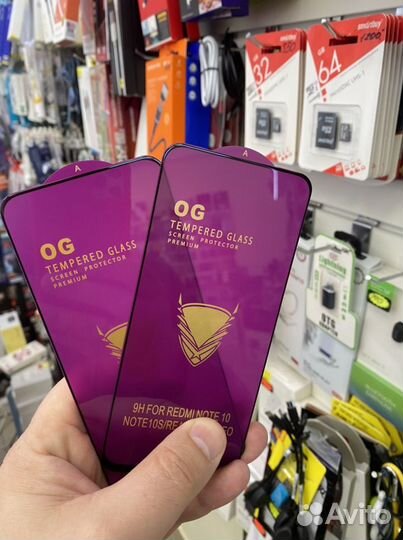 OG
TEMPERED GLASS
SCREEN PROTECTOR
PREMIUM
A
OG
TEMPERED GLASS
SCREEN PROTECTOR
PREMIUM
9H FOR REDMI NOTE 10
NOTE10S/
A
32
64
smartbuy
OTG
Avito